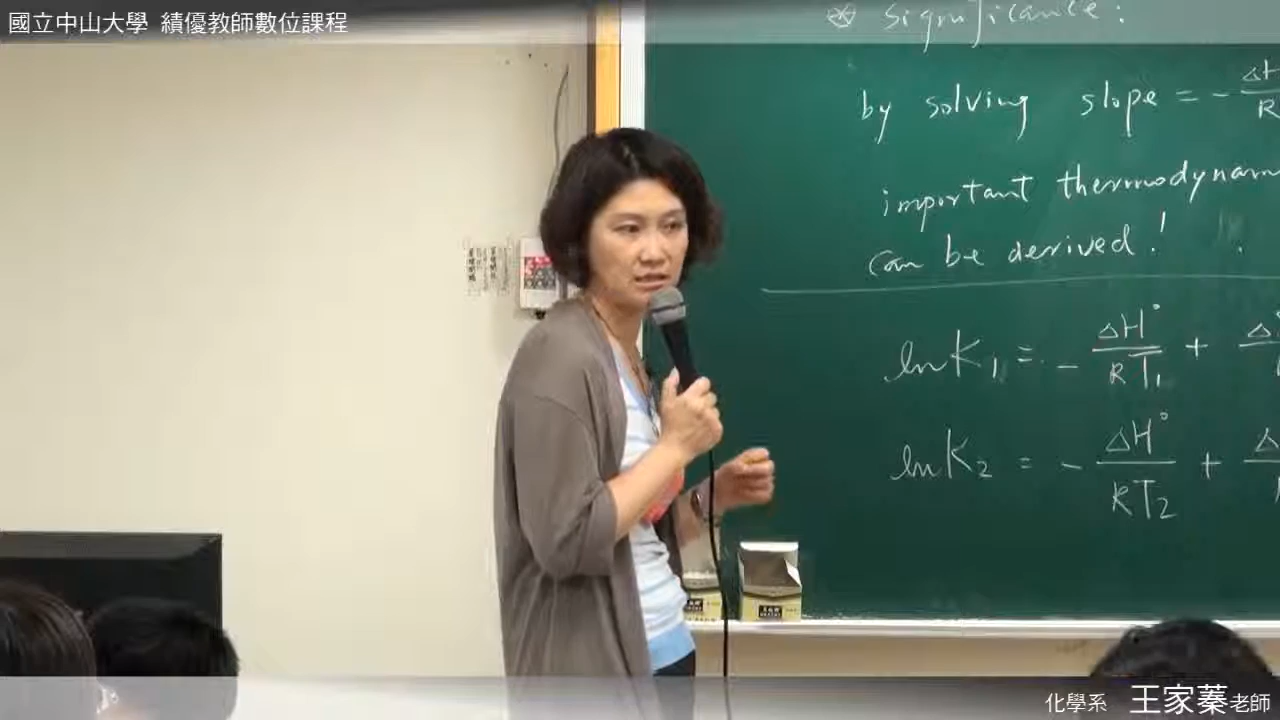 國立中山大學 績優教師數位課程
※ Significance:
by solving slope = - ΔH
R
important thermodynam
can be derived!
lnK₁ = - ΔH° / RT₁ + Δ
lnK₂ = - ΔH° / RT₂ + Δ
化學系 王家蓁老師